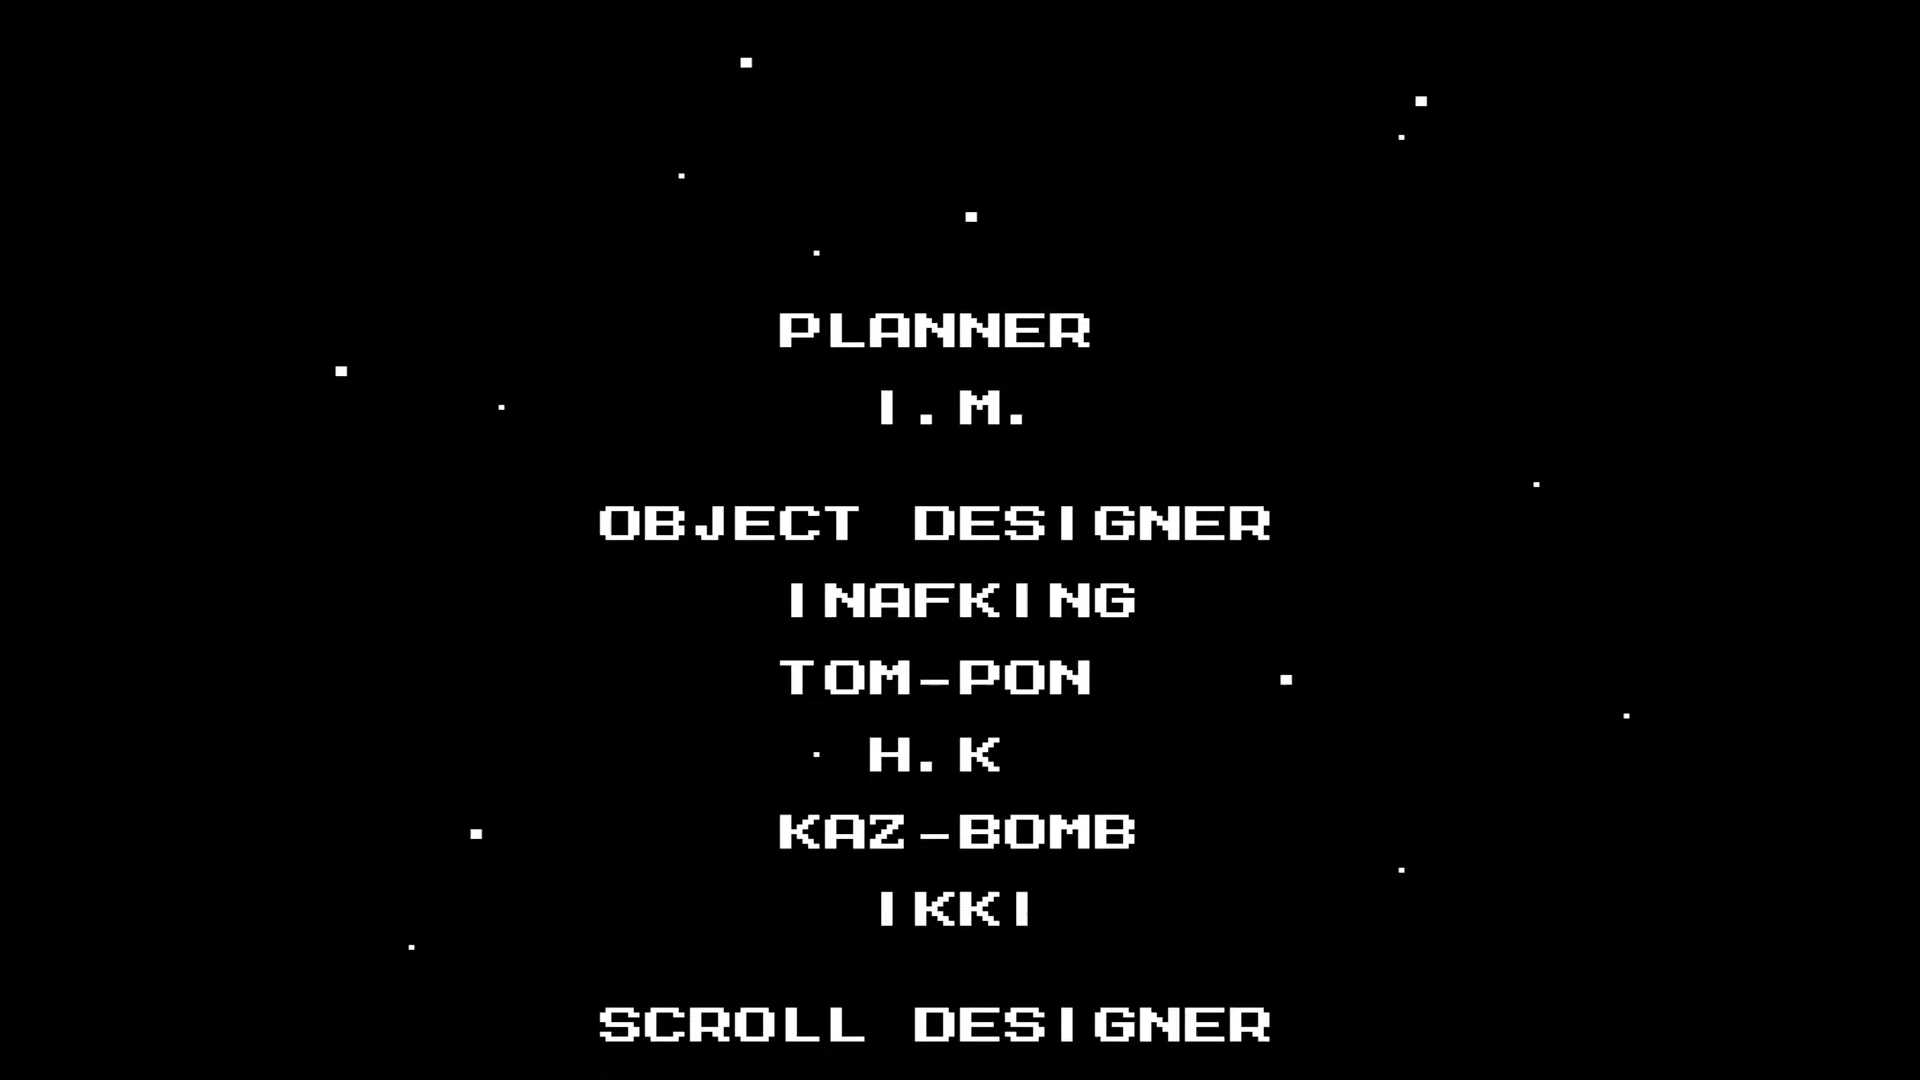 PLANNER
I.M.
OBJECT DESIGNER
INAFKING
TOM-PON
H.K
KAZ-BOMB
IKKI
SCROLL DESIGNER